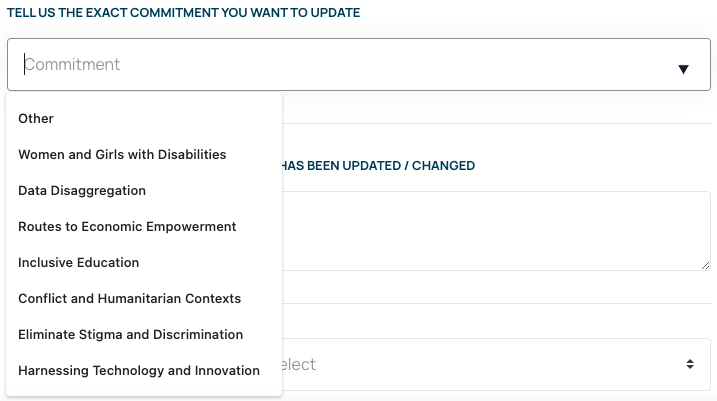 TELL US THE EXACT COMMITMENT YOU WANT TO UPDATE
Commitment
Other
Women and Girls with Disabilities
HAS BEEN UPDATED / CHANGED
Data Disaggregation
Routes to Economic Empowerment
Inclusive Education
Conflict and Humanitarian Contexts
Eliminate Stigma and Discrimination
elect
Harnessing Technology and Innovation